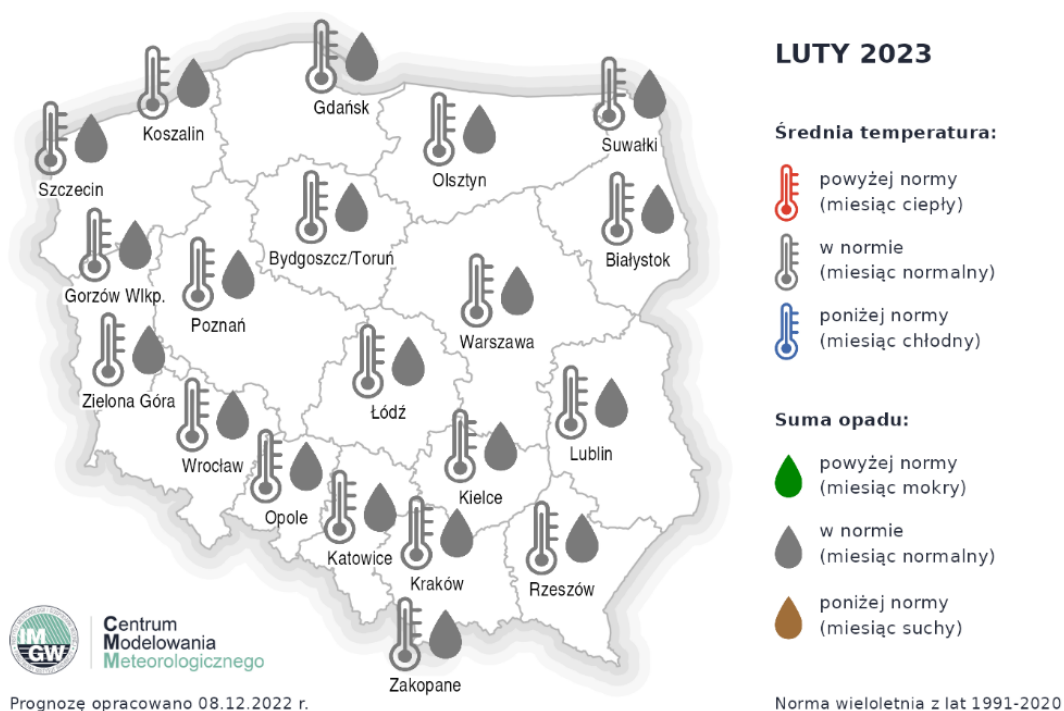 LUTY 2023
Średnia temperatura:
powyżej normy
(miesiąc ciepły)
w normie
(miesiąc normalny)
poniżej normy
(miesiąc chłodny)
Suma opadu:
powyżej normy
(miesiąc mokry)
w normie
(miesiąc normalny)
poniżej normy
(miesiąc suchy)
Gdańsk
Koszalin
Suwałki
Olsztyn
Szczecin
Bydgoszcz/Toruń
Białystok
Gorzów Wlkp.
Poznań
Warszawa
Zielona Góra
Łódź
Lublin
Wrocław
Kielce
Opole
Katowice
Kraków
Rzeszów
Zakopane
IM
GW
Centrum
Modelowania
Meteorologicznego
Prognozę opracowano 08.12.2022 r.
Norma wieloletnia z lat 1991-2020